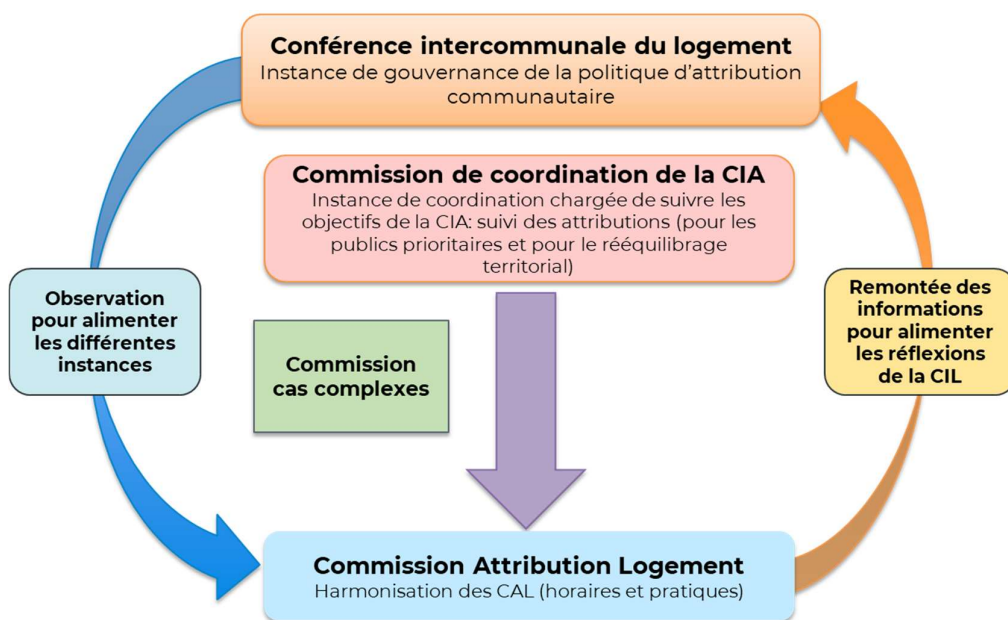 Conférence intercommunale du logement
Instance de gouvernance de la politique d'attribution
communautaire
Commission de coordination de la CIA
Instance de coordination chargée de suivre les
objectifs de la CIA: suivi des attributions (pour les
publics prioritaires et pour le rééquilibrage
territorial)
Observation
pour alimenter
les différentes
instances
Commission
cas complexes
Remontée des
informations
pour alimenter
les réflexions
de la CIL
Commission Attribution Logement
Harmonisation des CAL (horaires et pratiques)